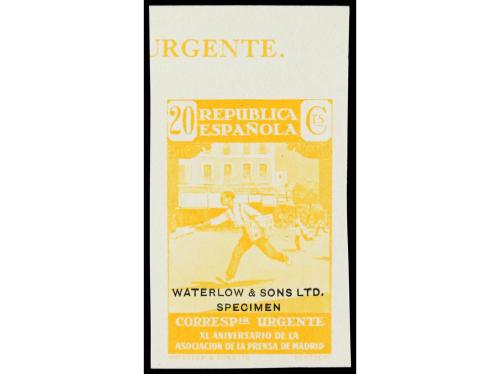 URGENTE.
20 REPUBLICA ESPAÑOLA CTS
WATERLOW & SONS LTD.
SPECIMEN
CORRESPIA URGENTE
XL ANIVERSARIO DE LA
ASOCIACION DE LA PRENSA DE MADRID